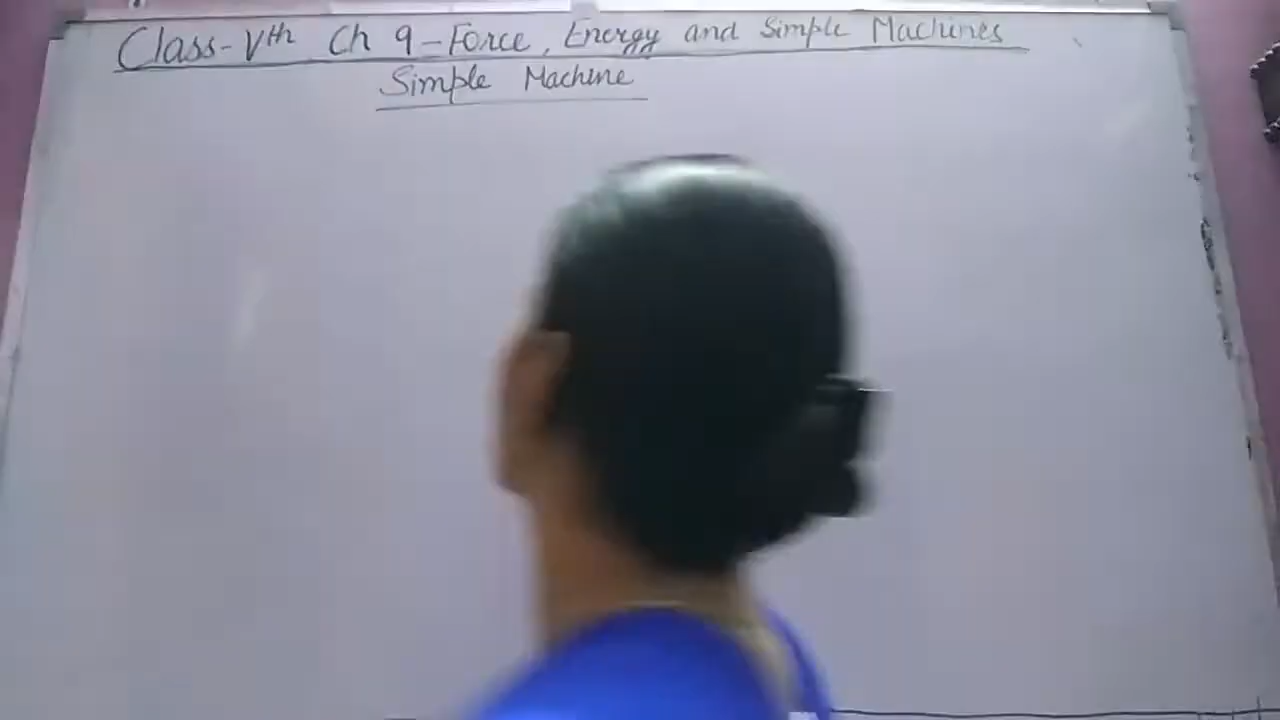 Class-Vth Ch 9-Force, Energy and Simple Machines
Simple Machine